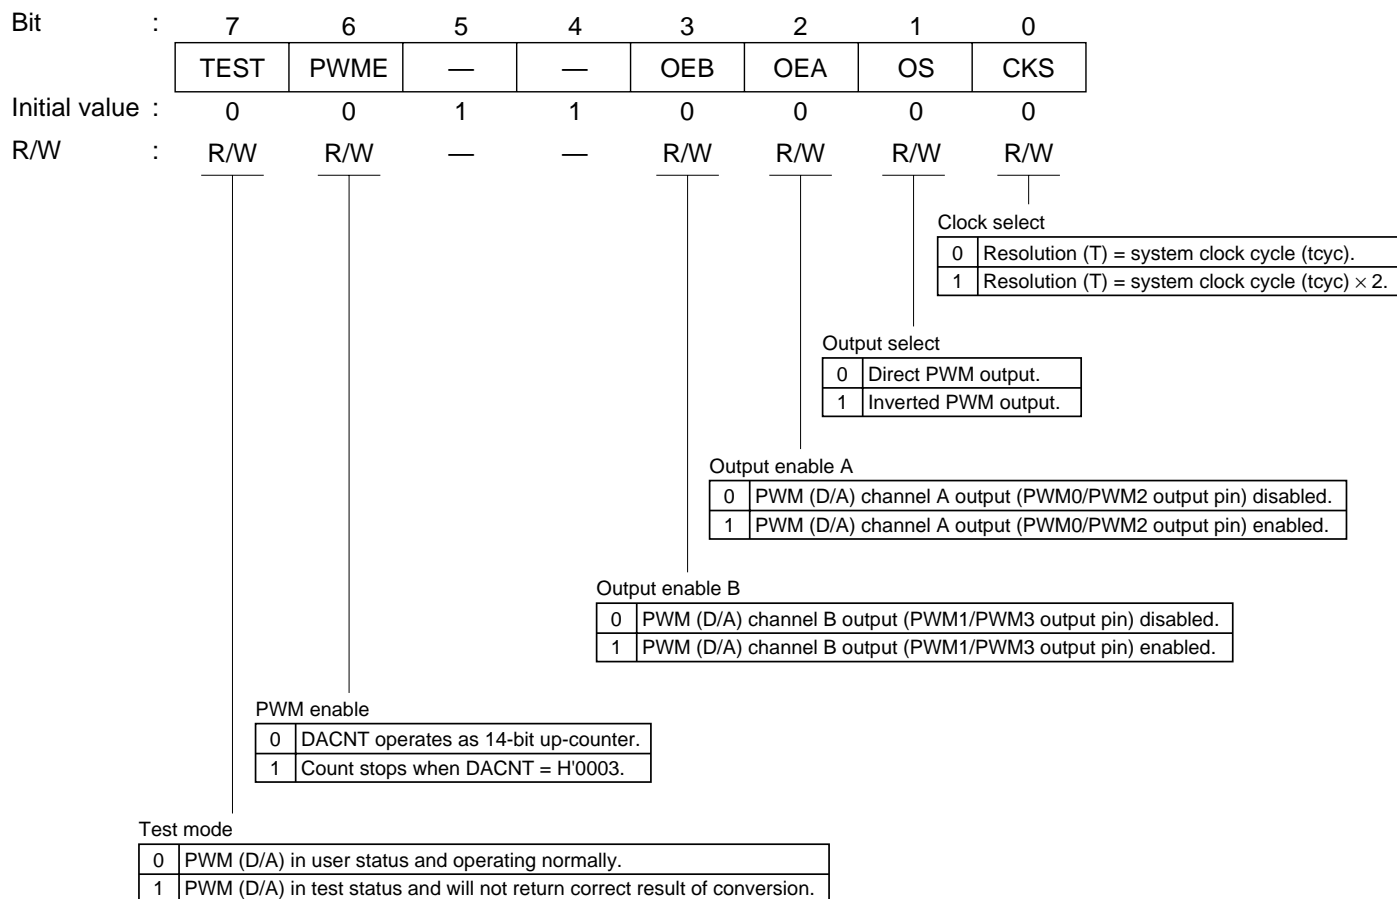 Bit : 7 6 5 4 3 2 1 0
TEST PWME — — OEB OEA OS CKS
Initial value : 0 0 1 1 0 0 0 0
R/W : R/W R/W — — R/W R/W R/W R/W
Clock select
0 Resolution (T) = system clock cycle (tcyc).
1 Resolution (T) = system clock cycle (tcyc) × 2.
Output select
0 Direct PWM output.
1 Inverted PWM output.
Output enable A
0 PWM (D/A) channel A output (PWM0/PWM2 output pin) disabled.
1 PWM (D/A) channel A output (PWM0/PWM2 output pin) enabled.
Output enable B
0 PWM (D/A) channel B output (PWM1/PWM3 output pin) disabled.
1 PWM (D/A) channel B output (PWM1/PWM3 output pin) enabled.
PWM enable
0 DACNT operates as 14-bit up-counter.
1 Count stops when DACNT = H'0003.
Test mode
0 PWM (D/A) in user status and operating normally.
1 PWM (D/A) in test status and will not return correct result of conversion.